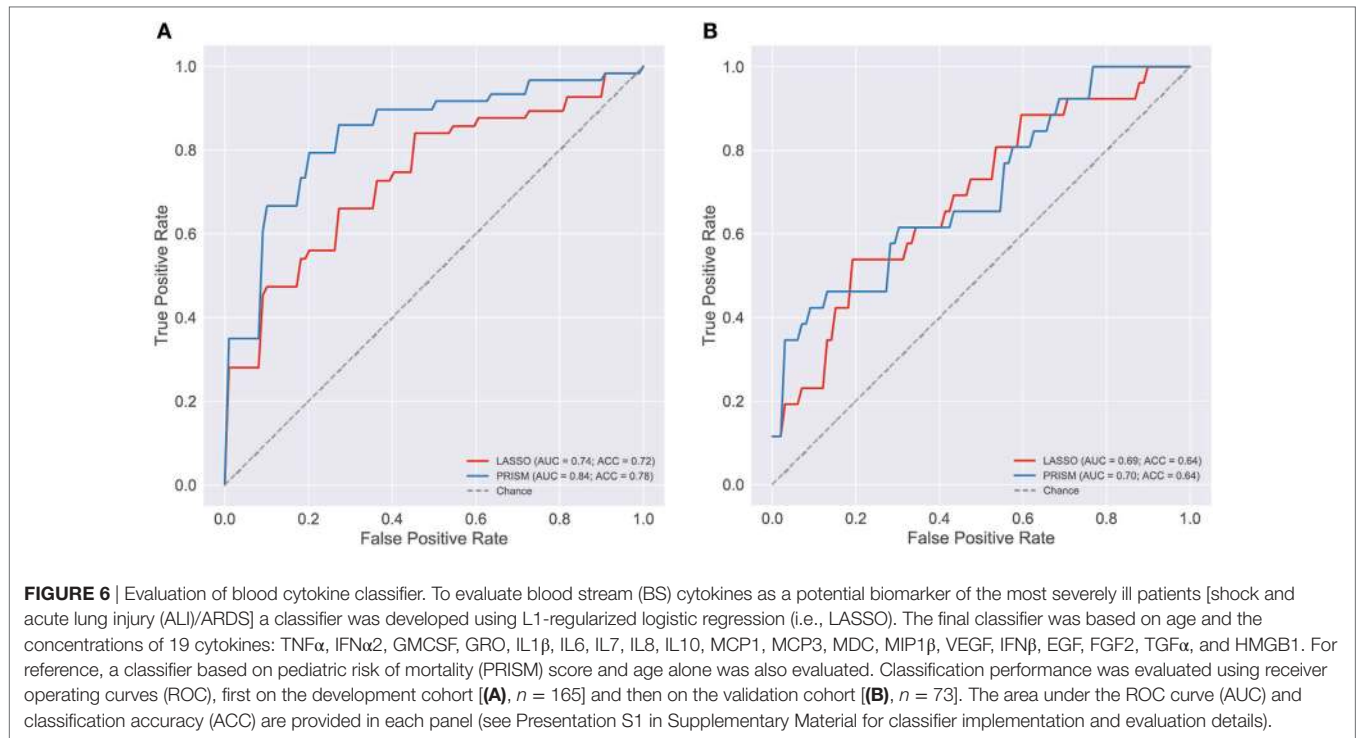 A
B
1.0
0.8
0.6
0.4
0.2
0.0
True Positive Rate
LASSO (AUC = 0.74; ACC = 0.72)
PRISM (AUC = 0.84; ACC = 0.78)
Chance
0.0 0.2 0.4 0.6 0.8 1.0
False Positive Rate
1.0
0.8
0.6
0.4
0.2
0.0
True Positive Rate
LASSO (AUC = 0.69; ACC = 0.64)
PRISM (AUC = 0.70; ACC = 0.64)
Chance
0.0 0.2 0.4 0.6 0.8 1.0
False Positive Rate
FIGURE 6 | Evaluation of blood cytokine classifier. To evaluate blood stream (BS) cytokines as a potential biomarker of the most severely ill patients [shock and
acute lung injury (ALI)/ARDS] a classifier was developed using L1-regularized logistic regression (i.e., LASSO). The final classifier was based on age and the
concentrations of 19 cytokines: TNFα, IFNα2, GMCSF, GRO, IL1β, IL6, IL7, IL8, IL10, MCP1, MCP3, MDC, MIP1β, VEGF, IFNβ, EGF, FGF2, TGFα, and HMGB1. For
reference, a classifier based on pediatric risk of mortality (PRISM) score and age alone was also evaluated. Classification performance was evaluated using receiver
operating curves (ROC), first on the development cohort [(A), n = 165] and then on the validation cohort [(B), n = 73]. The area under the ROC curve (AUC) and
classification accuracy (ACC) are provided in each panel (see Presentation S1 in Supplementary Material for classifier implementation and evaluation details).